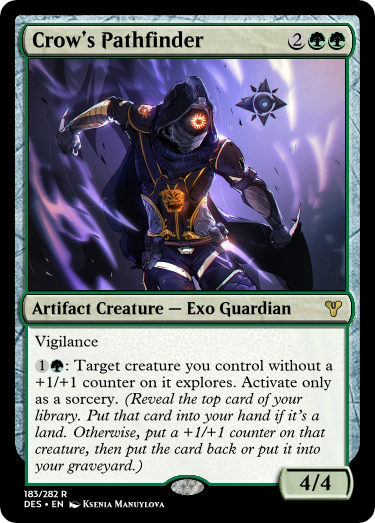 Crow's Pathfinder 2
Artifact Creature — Exo Guardian
Vigilance
1: Target creature you control without a
+1/+1 counter on it explores. Activate only
as a sorcery. (Reveal the top card of your
library. Put that card into your hand if it's a
land. Otherwise, put a +1/+1 counter on that
creature, then put the card back or put it into
your graveyard.)
4/4
183/282 R
DES • EN Ksenia Manuylova